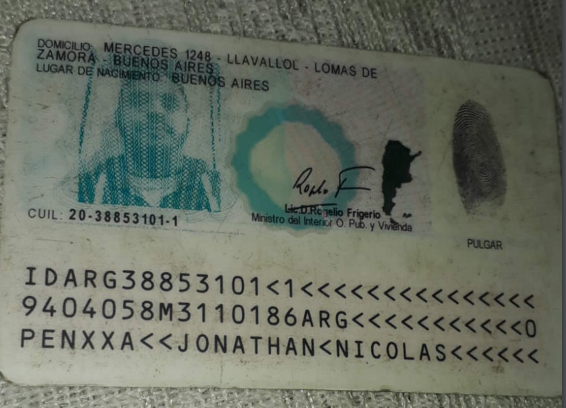 DOMICILIO: MERCEDES 1248 - LLAVALLOL - LOMAS DE
ZAMORA - BUENOS AIRES
LUGAR DE NACIMIENTO: BUENOS AIRES
CUIL: 20-38853101-1
Lic.D.Rogelio Frigerio
Ministro del Interior O. Pub. y Vivienda
PULGAR
IDARG38853101<1<<<<<<<<<<<<<<<
9404058M3110186ARG<<<<<<<<<<<0
PENXXA<<JONATHAN<NICOLAS<<<<<<